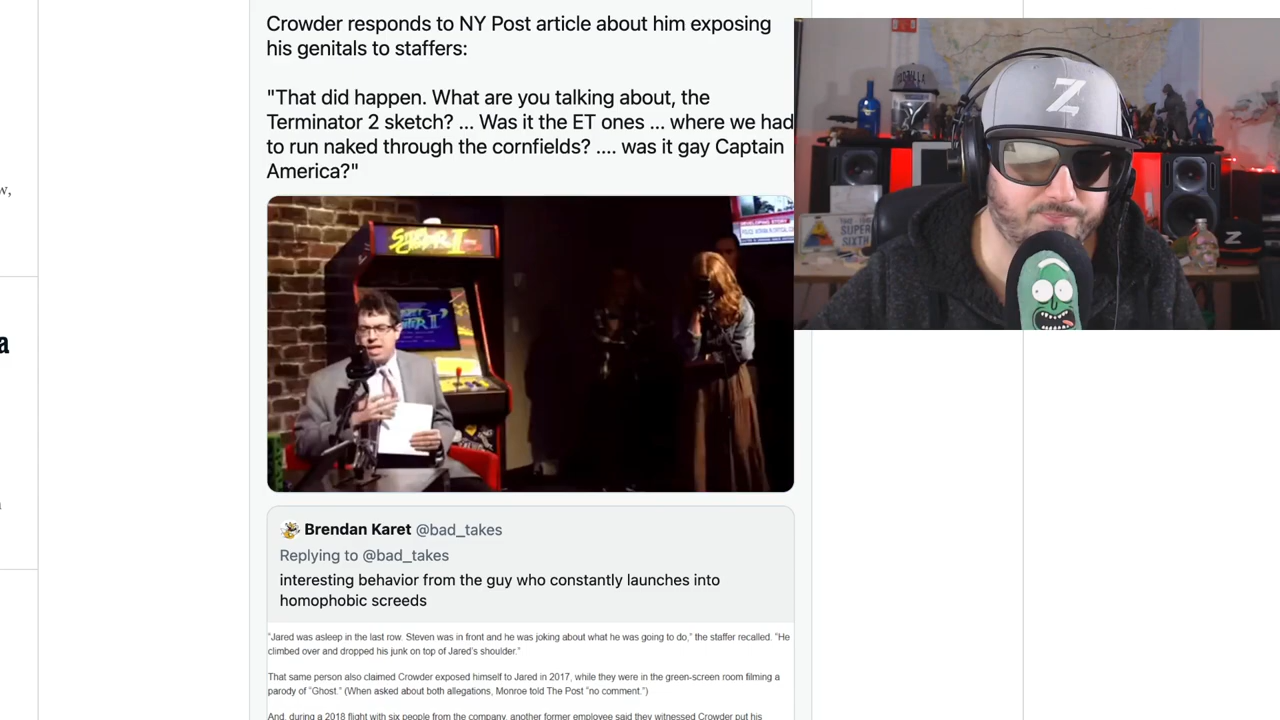 Crowder responds to NY Post article about him exposing
his genitals to staffers:
"That did happen. What are you talking about, the
Terminator 2 sketch? ... Was it the ET ones ... where we had
to run naked through the cornfields? .... was it gay Captain
America?"
w,
a
Z
SUPER
SIXTH
Z
DEVELOPING STORY
Brendan Karet @bad_takes
Replying to @bad_takes
interesting behavior from the guy who constantly launches into
homophobic screeds
"Jared was asleep in the last row. Steven was in front and he was joking about what he was going to do," the staffer recalled. "He
climbed over and dropped his junk on top of Jared's shoulder."
That same person also claimed Crowder exposed himself to Jared in 2017, while they were in the green-screen room filming a
parody of "Ghost." (When asked about both allegations, Monroe told The Post "no comment.")
And, during a 2018 flight with six people from the company, another former employee said they witnessed Crowder put his